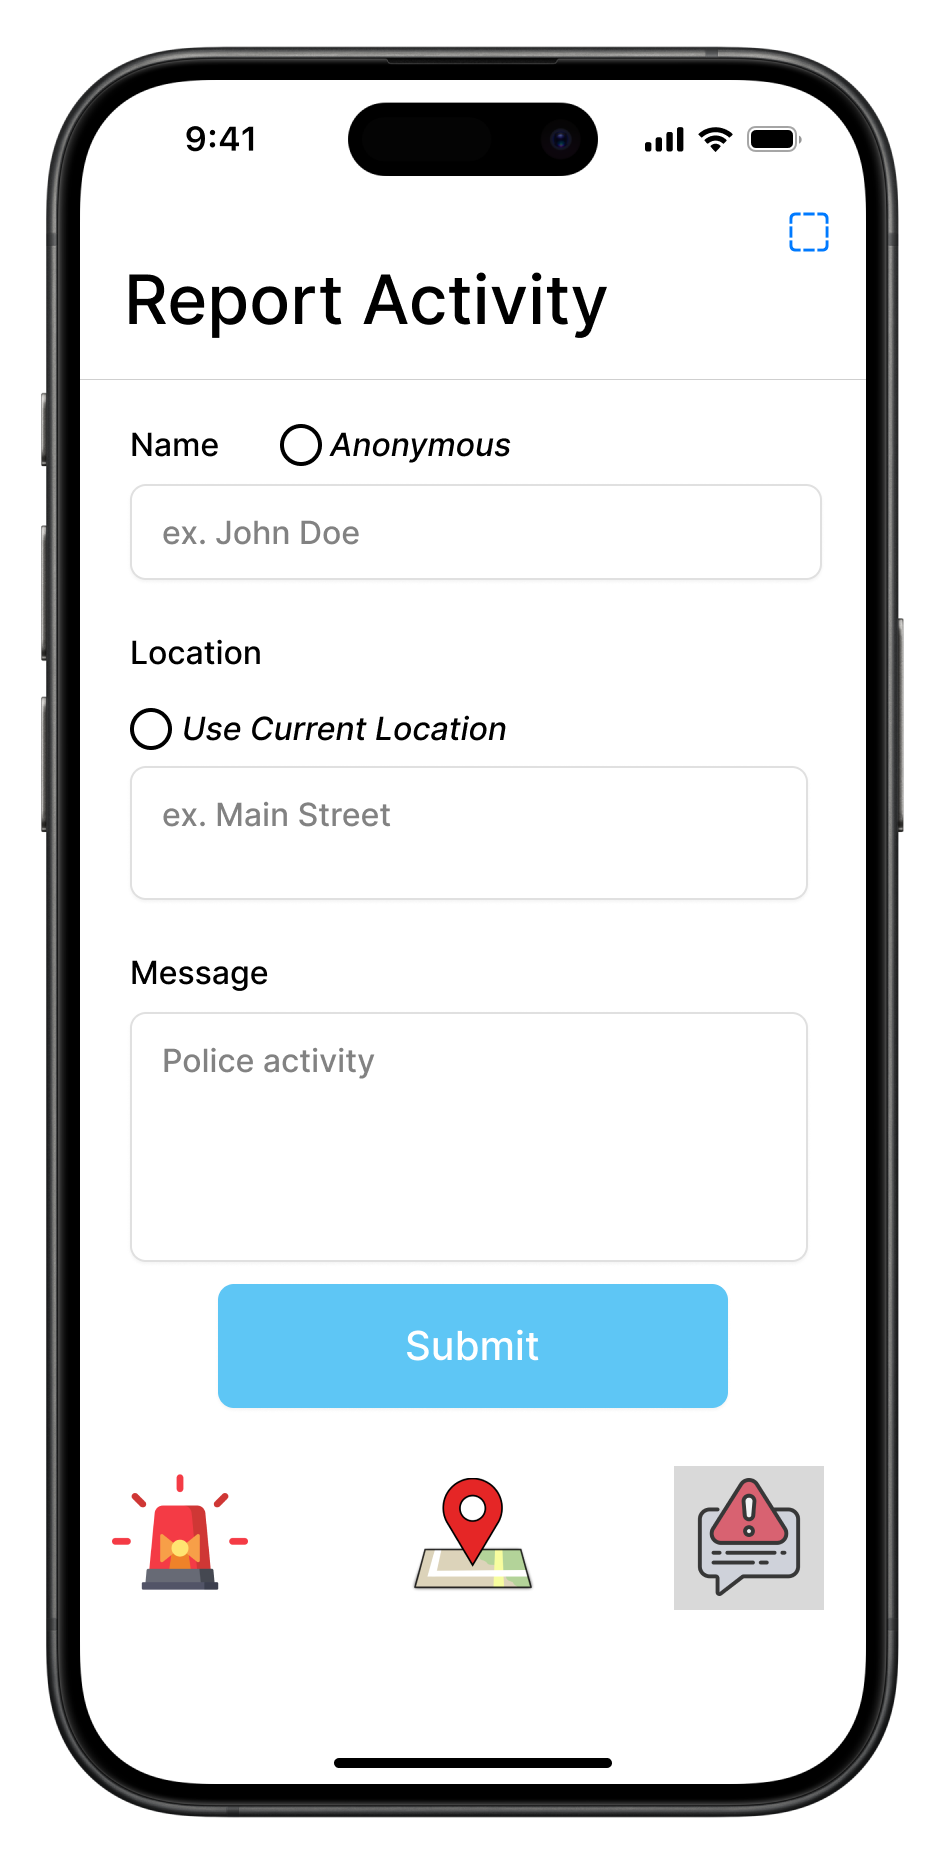 9:41
Report Activity
Name Anonymous
ex. John Doe
Location
Use Current Location
ex. Main Street
Message
Police activity
Submit